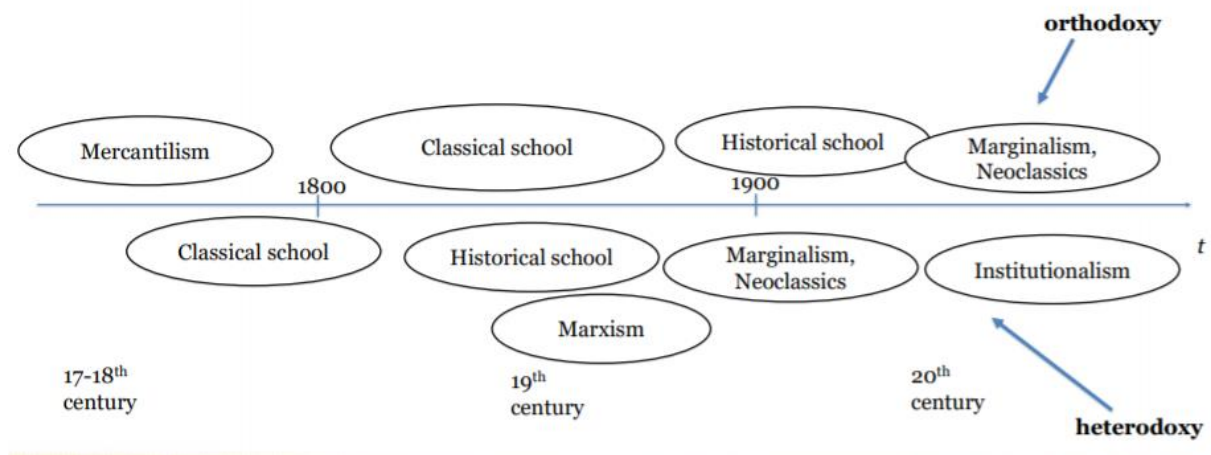 orthodoxy
Mercantilism
Classical school
Historical school
Marginalism,
Neoclassics
1800
1900
t
Classical school
Historical school
Marginalism,
Neoclassics
Institutionalism
Marxism
17-18th
century
19th
century
20th
century
heterodoxy